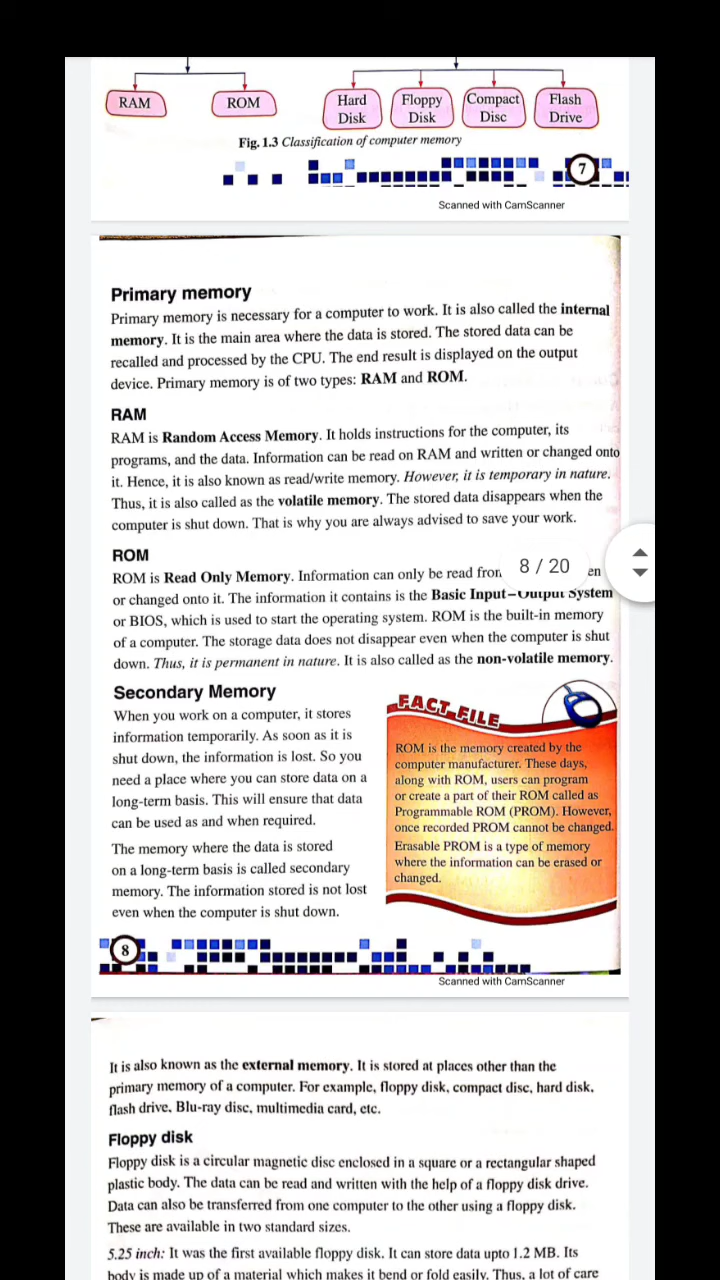 RAM
ROM
Hard
Disk
Floppy
Disk
Compact
Disc
Flash
Drive
Fig. 1.3 Classification of computer memory
7
Scanned with CamScanner
Primary memory
Primary memory is necessary for a computer to work. It is also called the internal
memory. It is the main area where the data is stored. The stored data can be
recalled and processed by the CPU. The end result is displayed on the output
device. Primary memory is of two types: RAM and ROM.
RAM
RAM is Random Access Memory. It holds instructions for the computer, its
programs, and the data. Information can be read on RAM and written or changed onto
it. Hence, it is also known as read/write memory. However, it is temporary in nature.
Thus, it is also called as the volatile memory. The stored data disappears when the
computer is shut down. That is why you are always advised to save your work.
ROM
ROM is Read Only Memory. Information can only be read from
8 / 20
or changed onto it. The information it contains is the Basic Input–Output System
or BIOS, which is used to start the operating system. ROM is the built-in memory
of a computer. The storage data does not disappear even when the computer is shut
down. Thus, it is permanent in nature. It is also called as the non-volatile memory.
Secondary Memory
When you work on a computer, it stores
information temporarily. As soon as it is
shut down, the information is lost. So you
need a place where you can store data on a
long-term basis. This will ensure that data
can be used as and when required.
The memory where the data is stored
on a long-term basis is called secondary
memory. The information stored is not lost
even when the computer is shut down.
FACT FILE
ROM is the memory created by the
computer manufacturer. These days,
along with ROM, users can program
or create a part of their ROM called as
Programmable ROM (PROM). However,
once recorded PROM cannot be changed.
Erasable PROM is a type of memory
where the information can be erased or
changed.
8
Scanned with CamScanner
It is also known as the external memory. It is stored at places other than the
primary memory of a computer. For example, floppy disk, compact disc, hard disk,
flash drive, Blu-ray disc, multimedia card, etc.
Floppy disk
Floppy disk is a circular magnetic disc enclosed in a square or a rectangular shaped
plastic body. The data can be read and written with the help of a floppy disk drive.
Data can also be transferred from one computer to the other using a floppy disk.
These are available in two standard sizes.
5.25 inch: It was the first available floppy disk. It can store data upto 1.2 MB. Its
body is made up of a material which makes it bend or fold easily. Thus, a lot of care